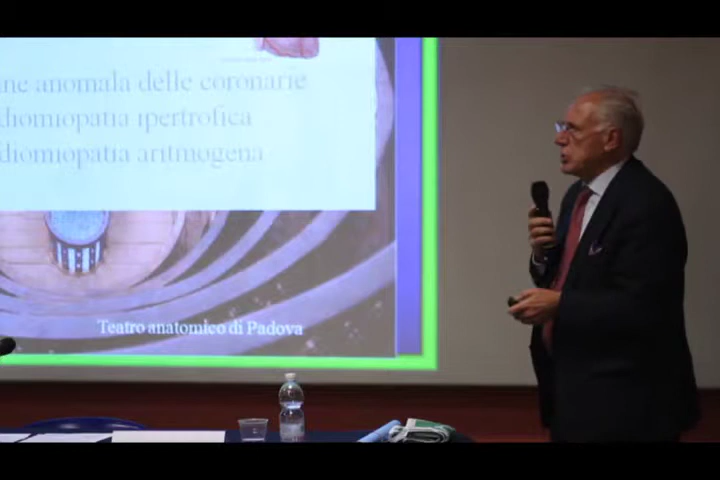 ne anomala delle coronarie
diomiopatia ipertrofica
diomiopatia aritmogena
Teatro anatomico di Padova